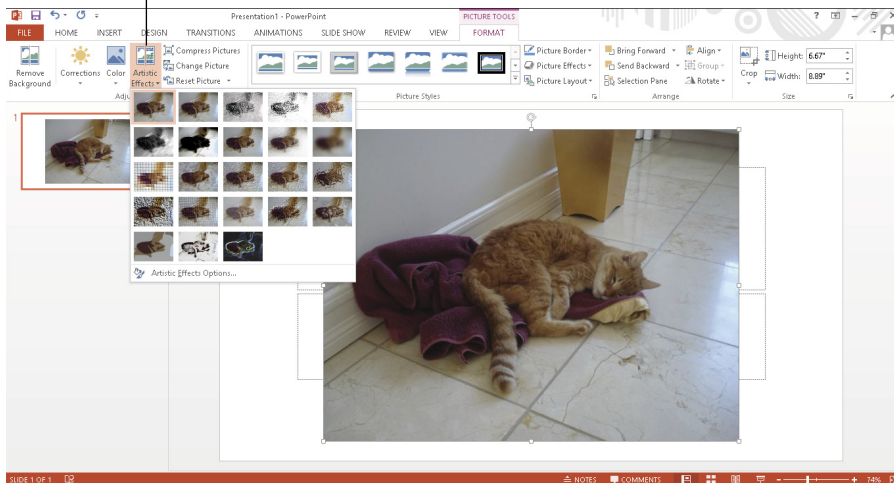 Presentation1 - PowerPoint
PICTURE TOOLS
?
FILE HOME INSERT DESIGN TRANSITIONS ANIMATIONS SLIDE SHOW REVIEW VIEW FORMAT
Remove Background
Corrections
Color
Artistic Effects
Compress Pictures
Change Picture
Reset Picture
Picture Border
Picture Effects
Picture Layout
Bring Forward
Send Backward
Selection Pane
Align
Group
Rotate
Crop
Height: 6.67"
Width: 8.89"
Adju
Picture Styles
Arrange
Size
1
Artistic Effects Options...
SLIDE 1 OF 1
NOTES
COMMENTS
74%